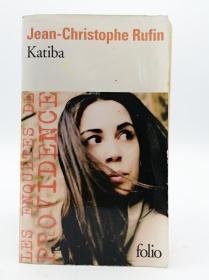 Jean-Christophe Rufin
Katiba
LES ENQUÊTES DE
PROVIDENCE
folio